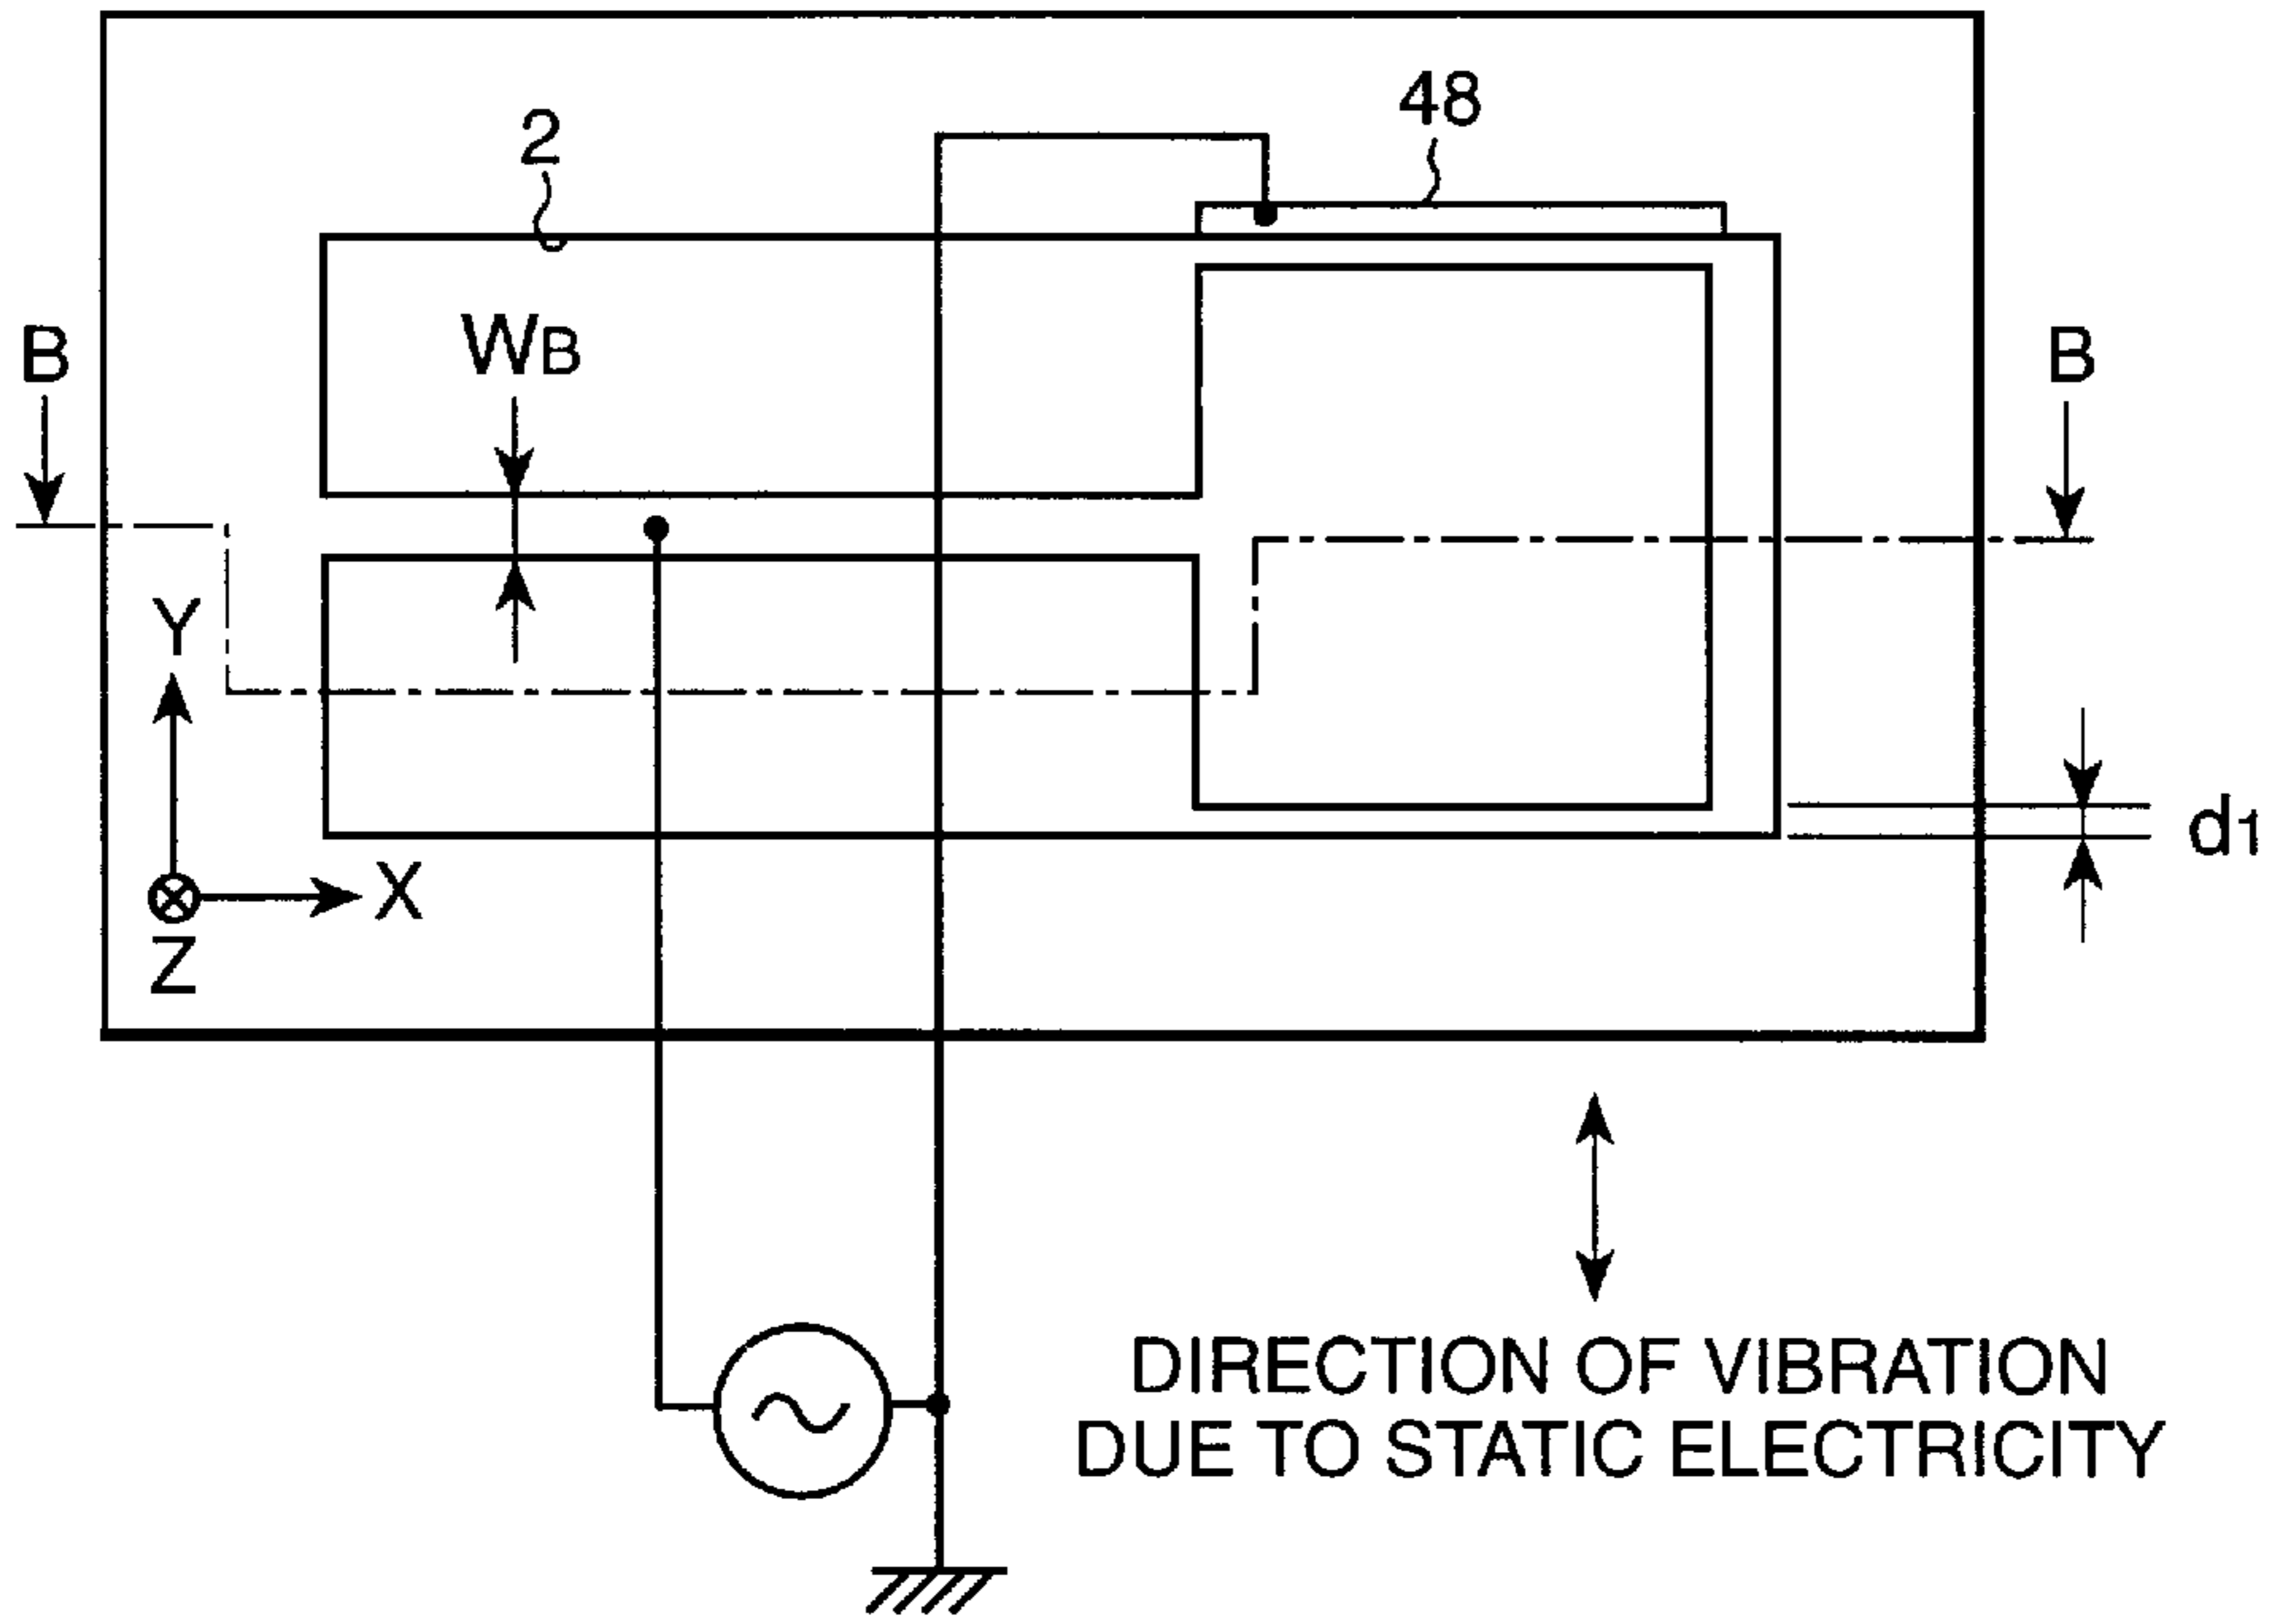 48
2
WB
B
B
Y
d1
X
Z
DIRECTION OF VIBRATION
DUE TO STATIC ELECTRICITY